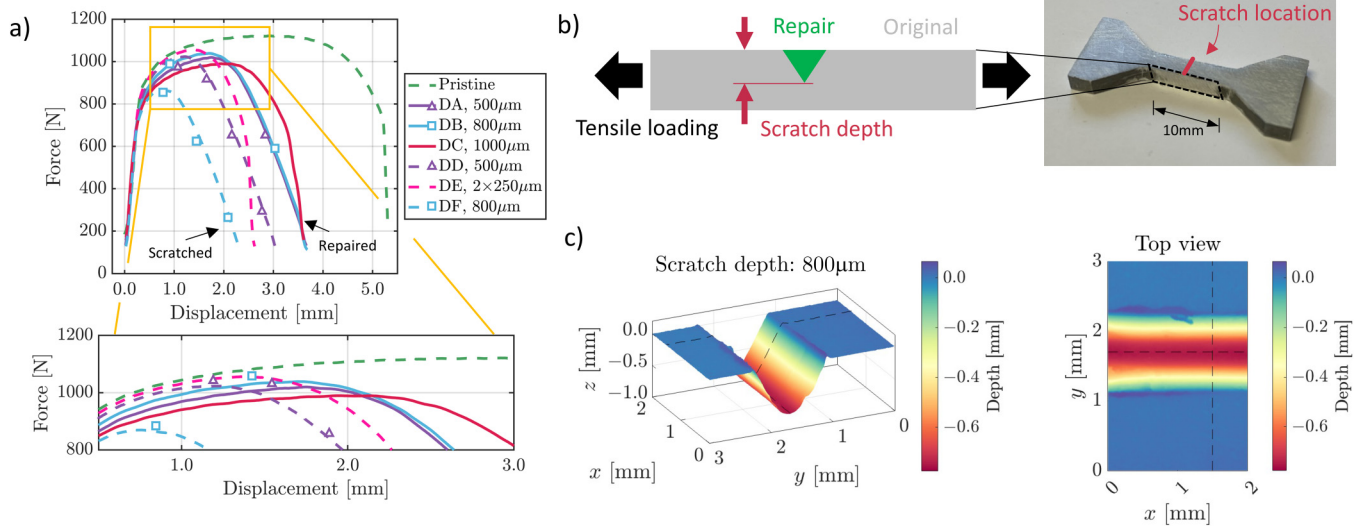 a)
1200
1000
800
600
400
200
0
Force [N]
0.0 1.0 2.0 3.0 4.0 5.0
Displacement [mm]
Scratched
Repaired
Pristine
DA, 500μm
DB, 800μm
DC, 1000μm
DD, 500μm
DE, 2×250μm
DF, 800μm
1200
1000
800
Force [N]
1.0 2.0 3.0
Displacement [mm]
b)
Repair
Original
Tensile loading
Scratch depth
Scratch location
10mm
c)
Scratch depth: 800μm
0.0
−0.5
−1.0
z [mm]
2
1
0
x [mm]
3
2
1
0
y [mm]
0.0
−0.2
−0.4
−0.6
Depth [mm]
Top view
3
2
1
0
y [mm]
0 1 2
x [mm]
0.0
−0.2
−0.4
−0.6
Depth [mm]